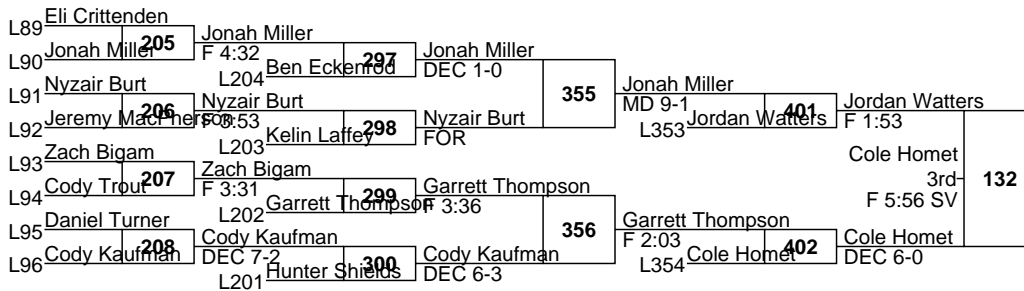 L89 Eli Crittenden
205
L90 Jonah Miller
Jonah Miller
F 4:32
L204 Ben Eckenrod
297
Jonah Miller
DEC 1-0
L91 Nyzair Burt
206
L92 Jeremy MacPherson
Nyzair Burt
F 3:53
L203 Kelin Laffey
298
Nyzair Burt
FOR
355
Jonah Miller
MD 9-1
L353 Jordan Watters
401
Jordan Watters
F 1:53
L93 Zach Bigam
207
L94 Cody Trout
Zach Bigam
F 3:31
L202 Garrett Thompson
299
Garrett Thompson
F 3:36
L95 Daniel Turner
208
L96 Cody Kaufman
Cody Kaufman
DEC 7-2
L201 Hunter Shields
300
Cody Kaufman
DEC 6-3
356
Garrett Thompson
F 2:03
L354 Cole Homet
402
Cole Homet
DEC 6-0
Cole Homet
3rd
F 5:56 SV
132